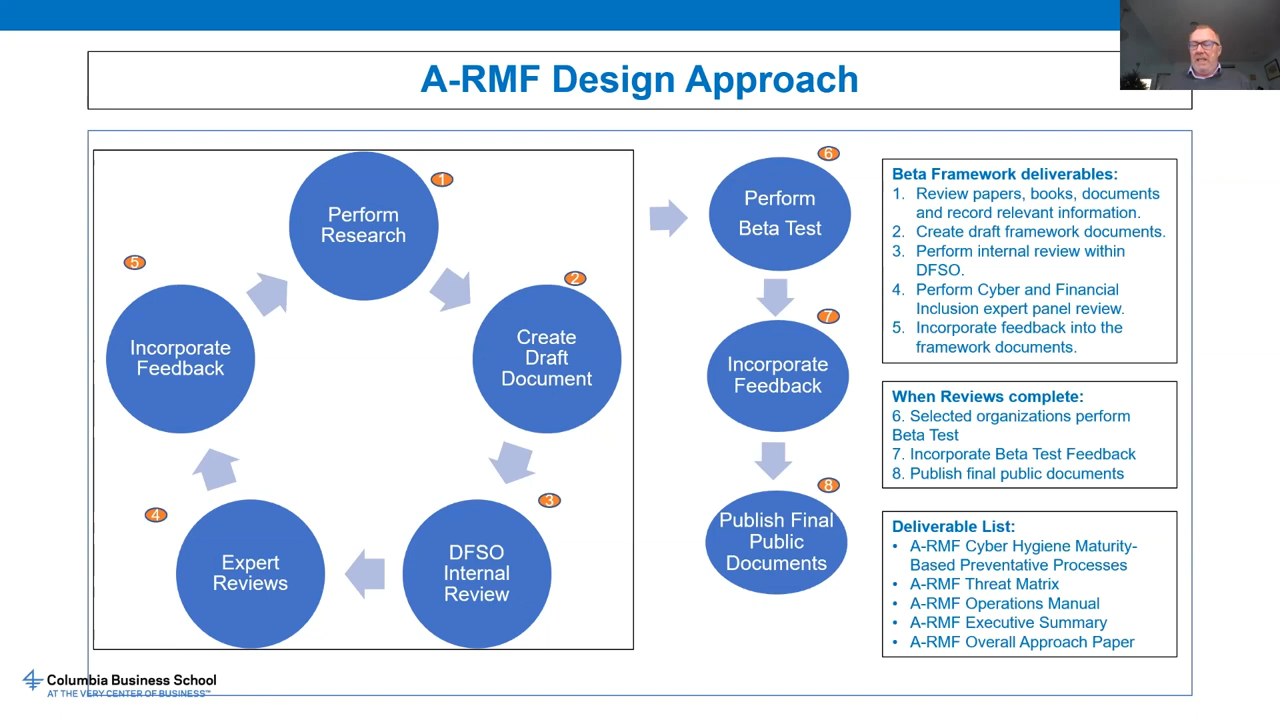 A-RMF Design Approach
1
Perform
Research
2
Create
Draft
Document
3
DFSO
Internal
Review
4
Expert
Reviews
5
Incorporate
Feedback
6
Perform
Beta Test
7
Incorporate
Feedback
8
Publish Final
Public
Documents
Beta Framework deliverables:
1. Review papers, books, documents
and record relevant information.
2. Create draft framework documents.
3. Perform internal review within
DFSO.
4. Perform Cyber and Financial
Inclusion expert panel review.
5. Incorporate feedback into the
framework documents.
When Reviews complete:
6. Selected organizations perform
Beta Test
7. Incorporate Beta Test Feedback
8. Publish final public documents
Deliverable List:
• A-RMF Cyber Hygiene Maturity-
Based Preventative Processes
• A-RMF Threat Matrix
• A-RMF Operations Manual
• A-RMF Executive Summary
• A-RMF Overall Approach Paper
Columbia Business School
AT THE VERY CENTER OF BUSINESS™